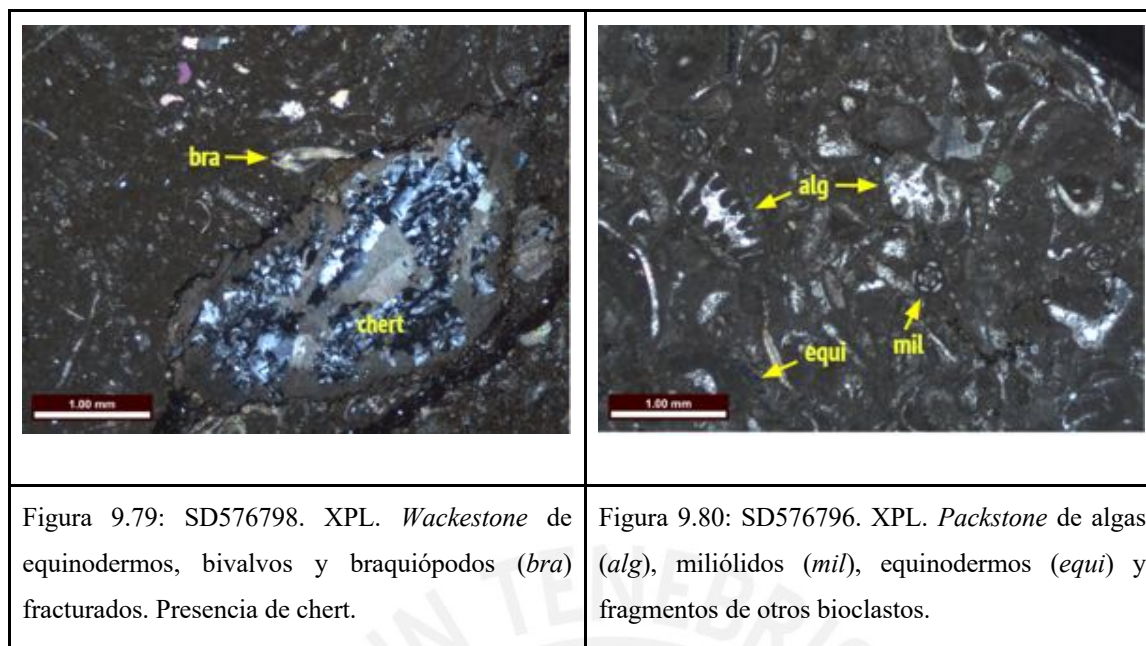 bra
chert
1.00 mm
alg
mil
equi
1.00 mm
Figura 9.79: SD576798. XPL. Wackestone de
equinodermos, bivalvos y braquiópodos (bra)
fracturados. Presencia de chert.
Figura 9.80: SD576796. XPL. Packstone de algas
(alg), miliólidos (mil), equinodermos (equi) y
fragmentos de otros bioclastos.
IN TENEBRIS